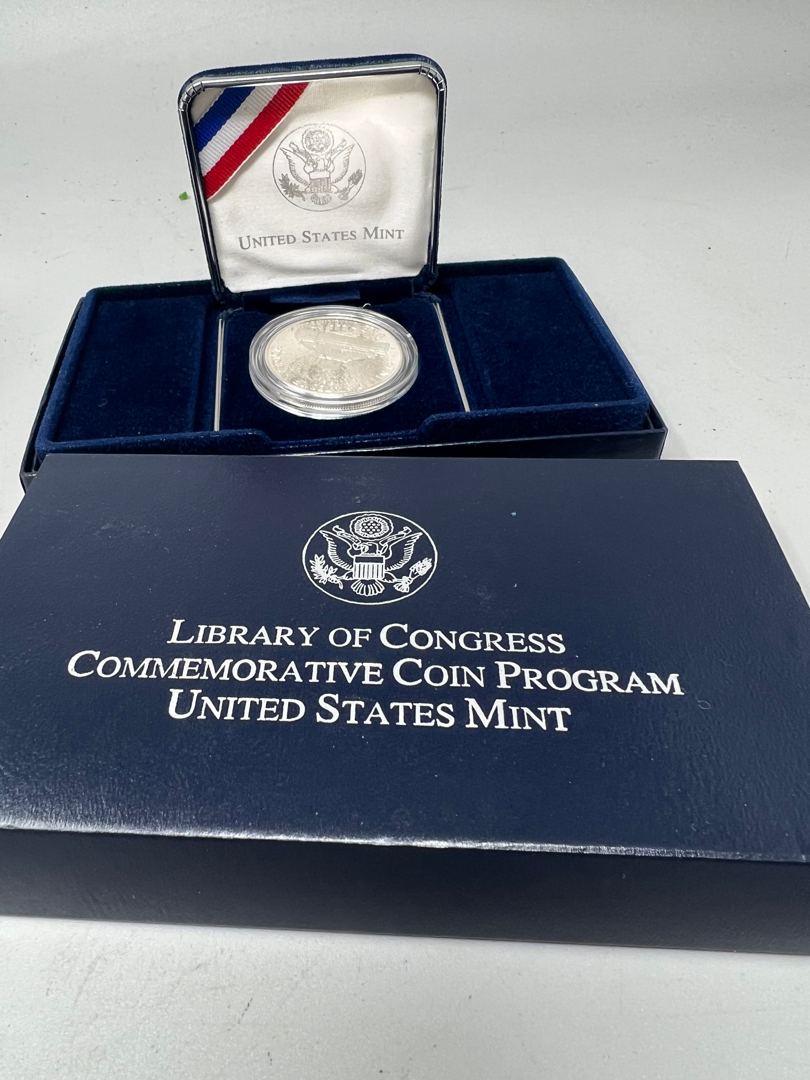 UNITED STATES MINT
LIBRARY OF CONGRESS
COMMEMORATIVE COIN PROGRAM
UNITED STATES MINT